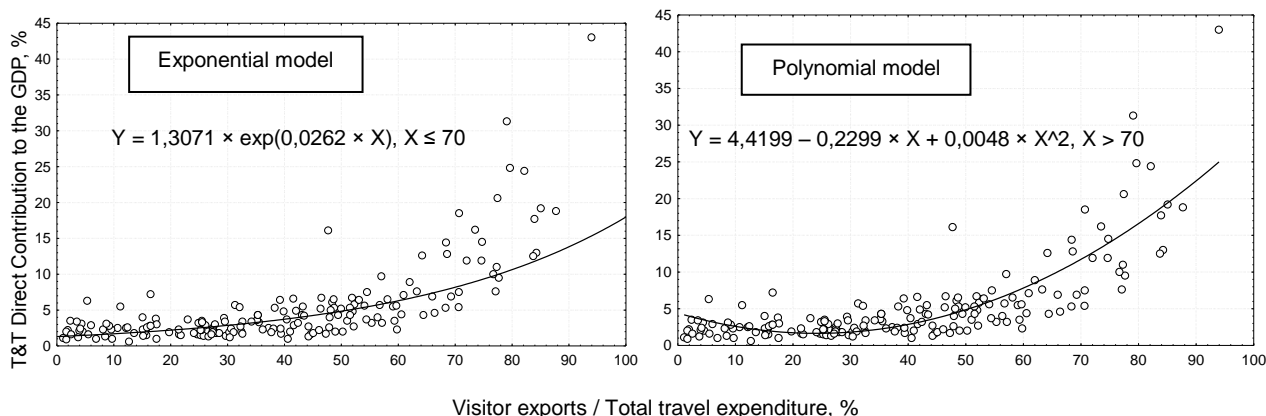 T&T Direct Contribution to the GDP, %
45
40
35
30
25
20
15
10
5
0
Exponential model
Y = 1,3071 × exp(0,0262 × X), X ≤ 70
0 10 20 30 40 50 60 70 80 90 100
45
40
35
30
25
20
15
10
5
0
Polynomial model
Y = 4,4199 – 0,2299 × X + 0,0048 × X^2, X > 70
0 10 20 30 40 50 60 70 80 90 100
Visitor exports / Total travel expenditure, %